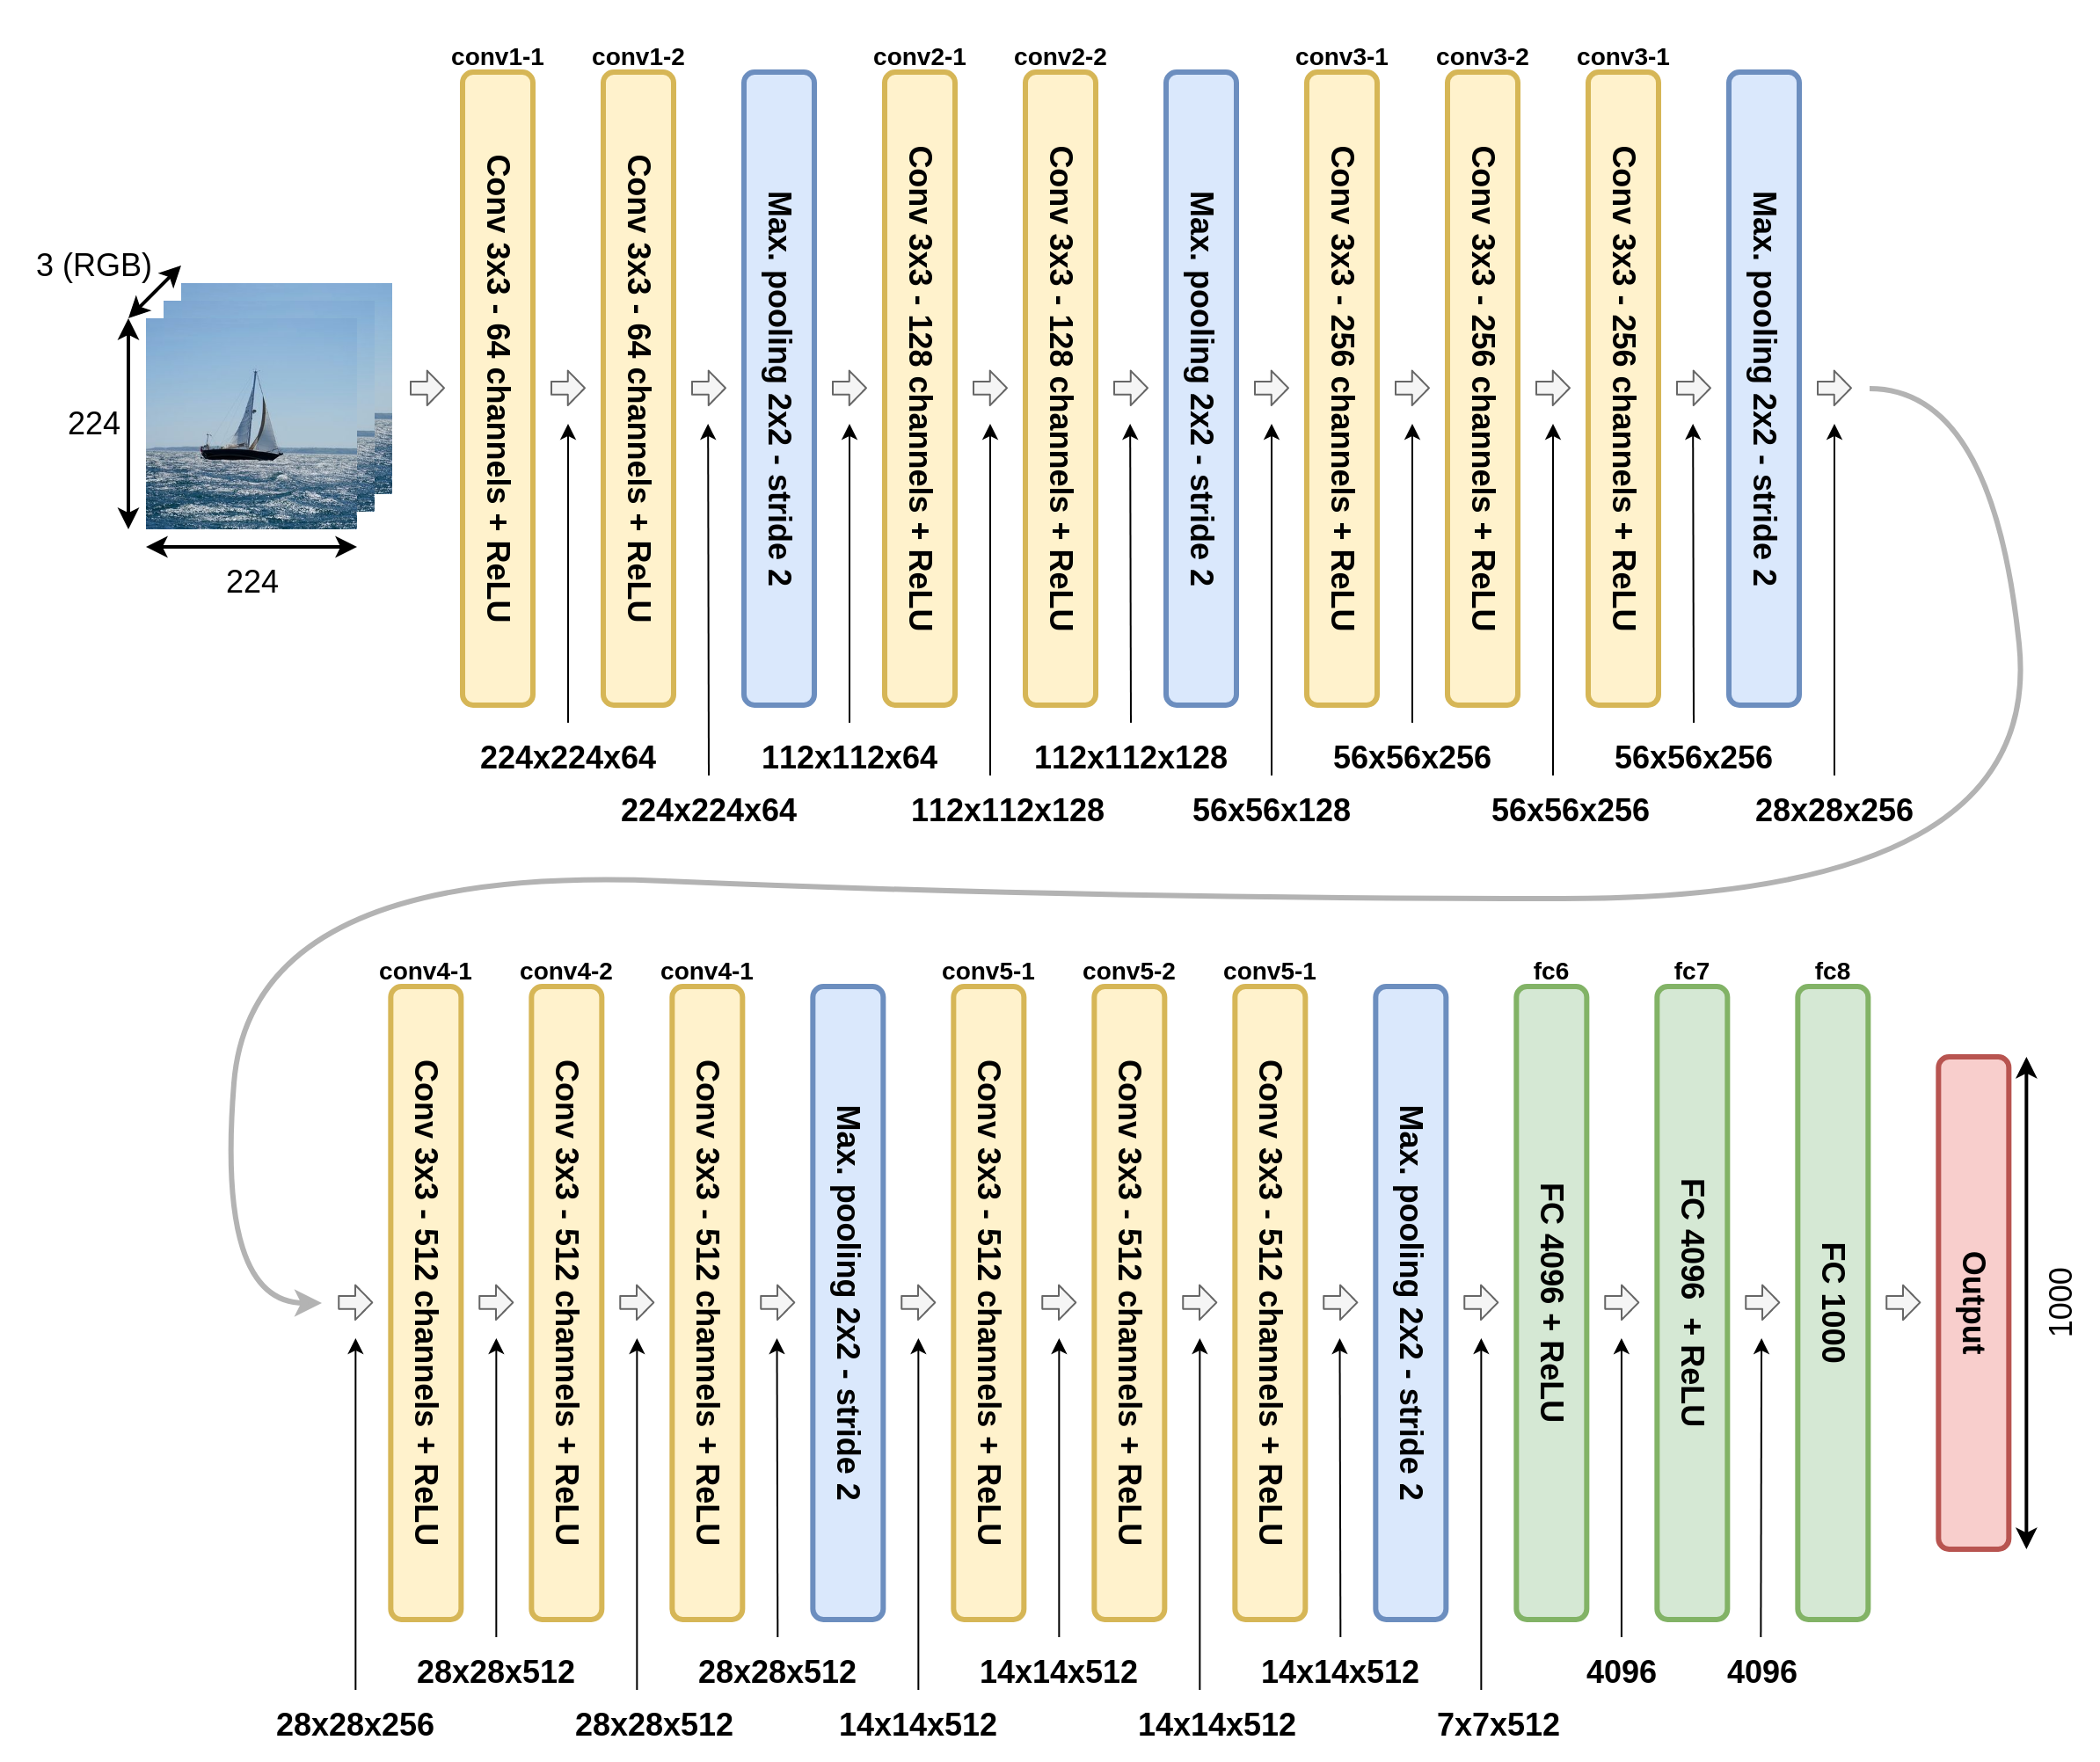 conv1-1
conv1-2
conv2-1
conv2-2
conv3-1
conv3-2
conv3-1
3 (RGB)
224
224
Conv 3x3 - 64 channels + ReLU
Conv 3x3 - 64 channels + ReLU
Max. pooling 2x2 - stride 2
Conv 3x3 - 128 channels + ReLU
Conv 3x3 - 128 channels + ReLU
Max. pooling 2x2 - stride 2
Conv 3x3 - 256 channels + ReLU
Conv 3x3 - 256 channels + ReLU
Conv 3x3 - 256 channels + ReLU
Max. pooling 2x2 - stride 2
224x224x64
112x112x64
112x112x128
56x56x256
56x56x256
224x224x64
112x112x128
56x56x128
56x56x256
28x28x256
conv4-1
conv4-2
conv4-1
conv5-1
conv5-2
conv5-1
fc6
fc7
fc8
Conv 3x3 - 512 channels + ReLU
Conv 3x3 - 512 channels + ReLU
Conv 3x3 - 512 channels + ReLU
Max. pooling 2x2 - stride 2
Conv 3x3 - 512 channels + ReLU
Conv 3x3 - 512 channels + ReLU
Conv 3x3 - 512 channels + ReLU
Max. pooling 2x2 - stride 2
FC 4096 + ReLU
FC 4096 + ReLU
FC 1000
Output
1000
28x28x512
28x28x512
14x14x512
14x14x512
4096
4096
28x28x256
28x28x512
14x14x512
14x14x512
7x7x512